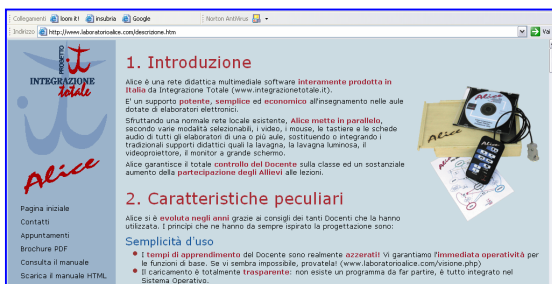 Collegamenti loom it! insubria Google Norton AntiVirus
Indirizzo http://www.laboratorioalice.com/descrizione.htm Vai
PROGETTO
INTEGRAZIONE
totale
Alice
Pagina iniziale
Contatti
Appuntamenti
Brochure PDF
Consulta il manuale
Scarica il manuale HTML
1. Introduzione
Alice è una rete didattica multimediale software interamente prodotta in
Italia da Integrazione Totale (www.integrazionetotale.it).
E' un supporto potente, semplice ed economico all'insegnamento nelle aule
dotate di elaboratori elettronici.
Sfruttando una normale rete locale esistente, Alice mette in parallelo,
secondo varie modalità selezionabili, i video, i mouse, le tastiere e le schede
audio di tutti gli elaboratori di una o più aule, sostituendo o integrando i
tradizionali supporti didattici quali la lavagna, la lavagna luminosa, il
videoproiettore, il monitor a grande schermo.
Alice garantisce il totale controllo del Docente sulla classe ed un sostanziale
aumento della partecipazione degli Allievi alle lezioni.
Alice
2. Caratteristiche peculiari
Alice si è evoluta negli anni grazie ai consigli dei tanti Docenti che la hanno
utilizzata. I principi che ne hanno da sempre ispirato la progettazione sono:
Semplicità d'uso
I tempi di apprendimento del Docente sono realmente azzerati! Vi garantiamo l'immediata operatività per
le funzioni di base. Se vi sembra impossibile, provatela! (www.laboratorioalice.com/visione.php)
Il caricamento è totalmente trasparente: non esiste un programma da far partire, è tutto integrato nel
Sistema Operativo.